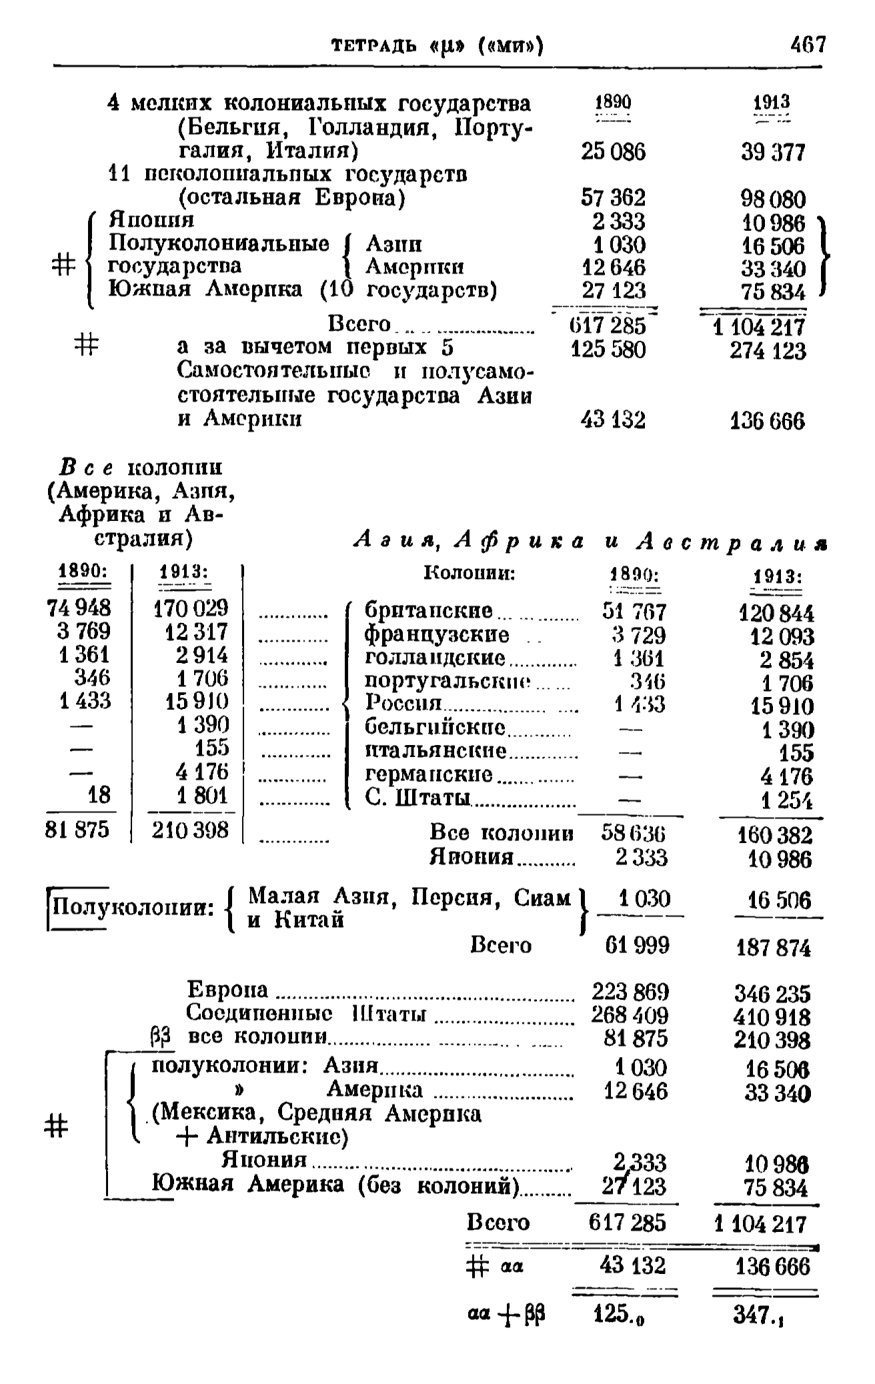 ТЕТРАДЬ «μ» («МИ») 467
4 мелких колониальных государства 1890 1913
(Бельгия, Голландия, Порту-
галия, Италия) 25 086 39 377
11 неколониальных государств
(остальная Европа) 57 362 98 080
Япония 2 333 10 986
Полуколониальные { Азии 1 030 16 506
# государства { Америки 12 646 33 340
Южная Америка (10 государств) 27 123 75 834
Всего 617 285 1 104 217
# а за вычетом первых 5 125 580 274 123
Самостоятельные и полусамо-
стоятельные государства Азии
и Америки 43 132 136 666
Все колонии
(Америка, Азия,
Африка и Ав-
стралия) Азия, Африка и Австралия
1890: 1913: Колонии: 1890: 1913:
74 948 170 029 британские 51 767 120 844
3 769 12 317 французские 3 729 12 093
1 361 2 914 голландские 1 361 2 854
346 1 706 португальские 346 1 706
1 433 15 910 Россия 1 433 15 910
— 1 390 бельгийские — 1 390
— 155 итальянские — 155
— 4 176 германские — 4 176
18 1 801 С. Штаты — 1 254
81 875 210 398 Все колонии 58 636 160 382
Япония 2 333 10 986
Полуколонии: { Малая Азия, Персия, Сиам } 1 030 16 506
и Китай
Всего 61 999 187 874
Европа 223 869 346 235
Соединенные Штаты 268 409 410 918
ββ все колонии 81 875 210 398
полуколонии: Азия 1 030 16 506
» Америка 12 646 33 340
(Мексика, Средняя Америка
# + Антильские)
Япония 2 333 10 986
Южная Америка (без колоний) 27 123 75 834
Всего 617 285 1 104 217
# αα 43 132 136 666
αα + ββ 125.0 347.1